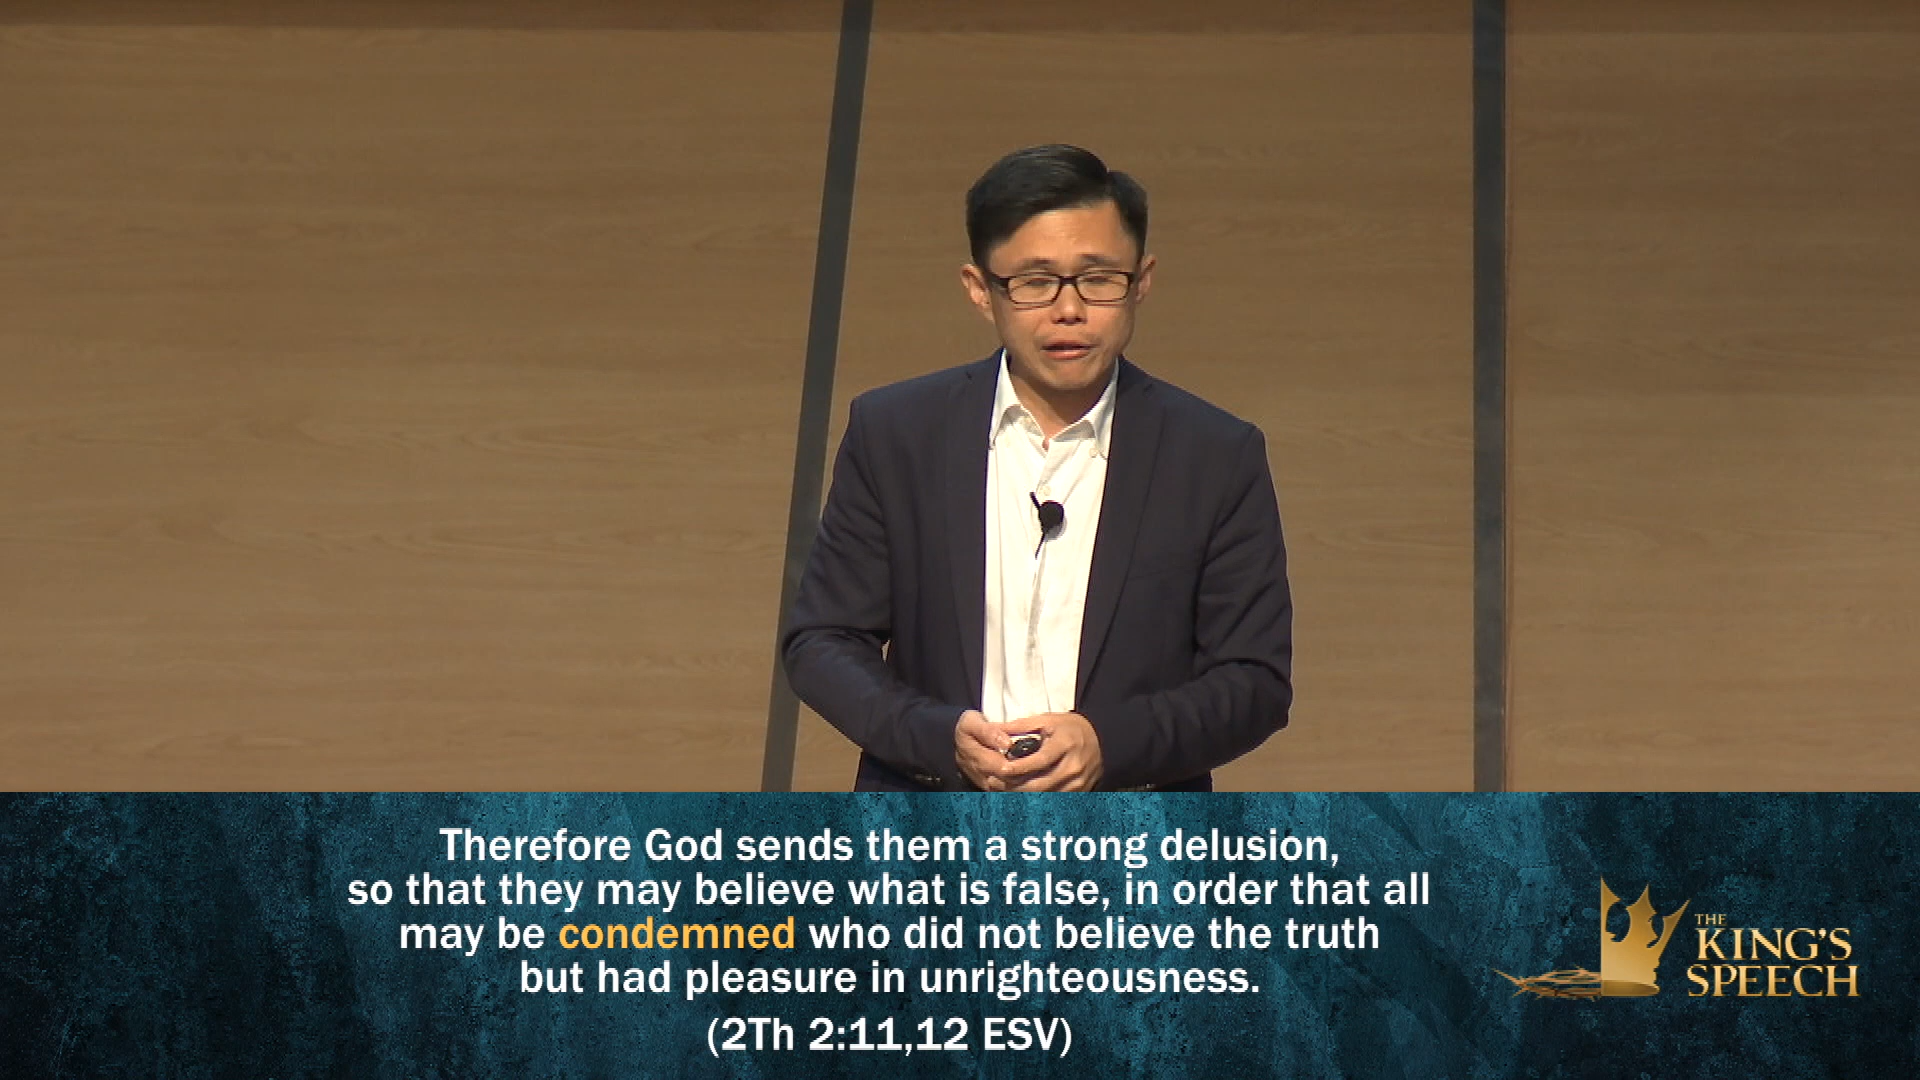 Therefore God sends them a strong delusion,
so that they may believe what is false, in order that all
may be condemned who did not believe the truth
but had pleasure in unrighteousness.
(2Th 2:11,12 ESV)
THE
KING'S
SPEECH